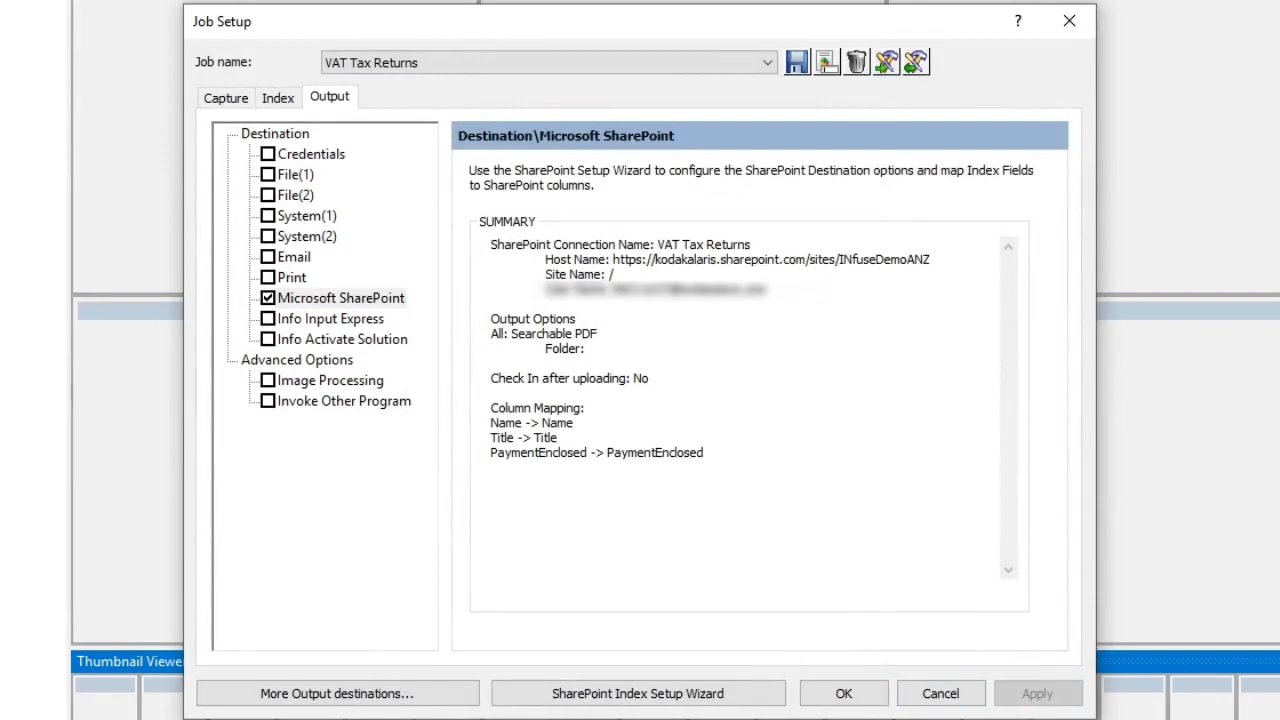 Job Setup
?
Job name:
VAT Tax Returns
Capture
Index
Output
Destination
Credentials
File(1)
File(2)
System(1)
System(2)
Email
Print
Microsoft SharePoint
Info Input Express
Info Activate Solution
Advanced Options
Image Processing
Invoke Other Program
Destination\Microsoft SharePoint
Use the SharePoint Setup Wizard to configure the SharePoint Destination options and map Index Fields
to SharePoint columns.
SUMMARY
SharePoint Connection Name: VAT Tax Returns
Host Name: https://kodakalaris.sharepoint.com/sites/INfuseDemoANZ
Site Name: /
Output Options
All: Searchable PDF
Folder:
Check In after uploading: No
Column Mapping:
Name -> Name
Title -> Title
PaymentEnclosed -> PaymentEnclosed
Thumbnail Viewer
More Output destinations...
SharePoint Index Setup Wizard
OK
Cancel
Apply